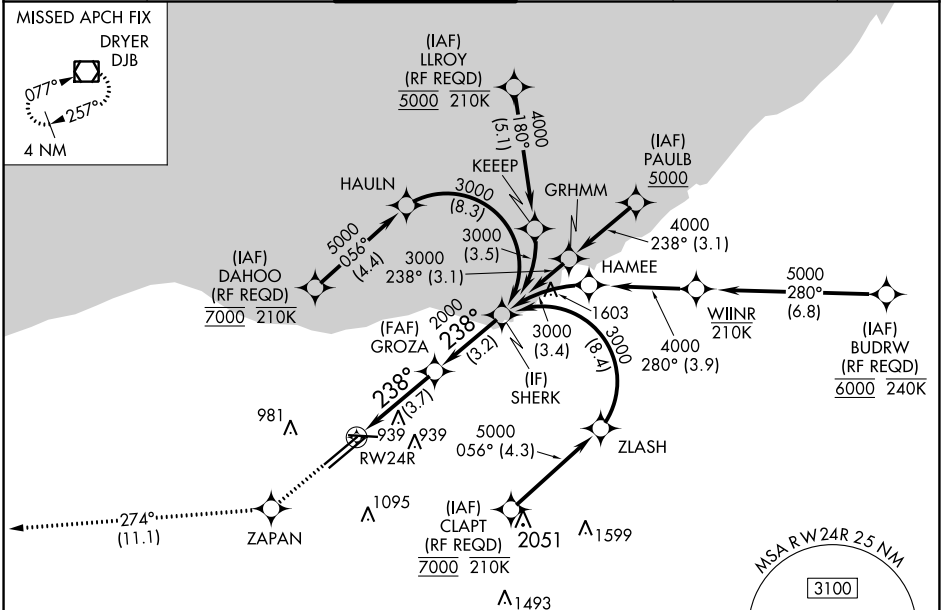 MISSED APCH FIX
DRYER
DJB
077°
257°
4 NM
(IAF)
LLROY
(RF REQD)
5000 210K
4000
180°
(5.1)
KEEEP
GRHMM
(IAF)
PAULB
5000
HAULN
3000
(8.3)
3000
(3.5)
4000
238° (3.1)
5000
056°
(4.4)
3000
238° (3.1)
HAMEE
(IAF)
DAHOO
(RF REQD)
7000 210K
5000
280°
(6.8)
WIINR
210K
1603
3000
(3.4)
4000
280° (3.9)
(IAF)
BUDRW
(RF REQD)
6000 240K
2000
238°
(3.2)
(FAF)
GROZA
(IF)
SHERK
3000
(8.4)
238°
(3.7)
981
939
939
RW24R
5000
056° (4.3)
ZLASH
1095
(IAF)
CLAPT
(RF REQD)
7000 210K
2051
1599
274°
(11.1)
ZAPAN
1493
MSA RW24R 25 NM
3100